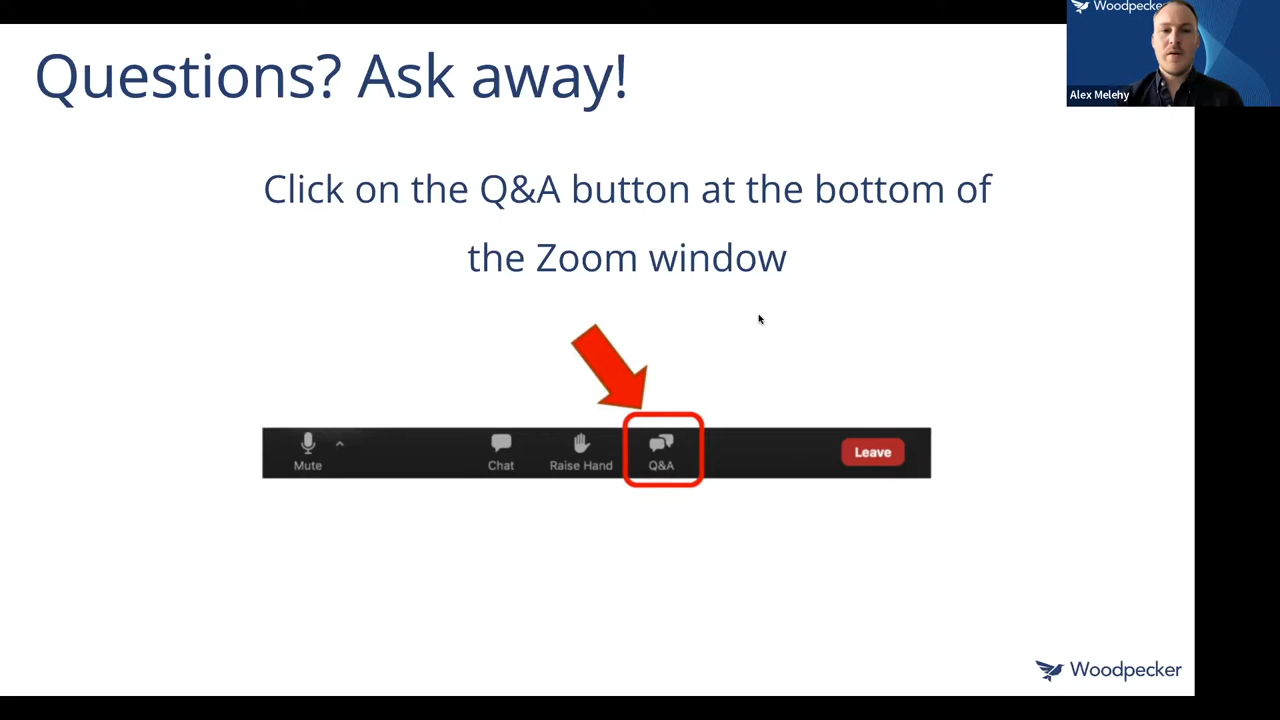 Questions? Ask away!
Woodpecker
Alex Melehy
Click on the Q&A button at the bottom of
the Zoom window
Mute
Chat
Raise Hand
Q&A
Leave
Woodpecker